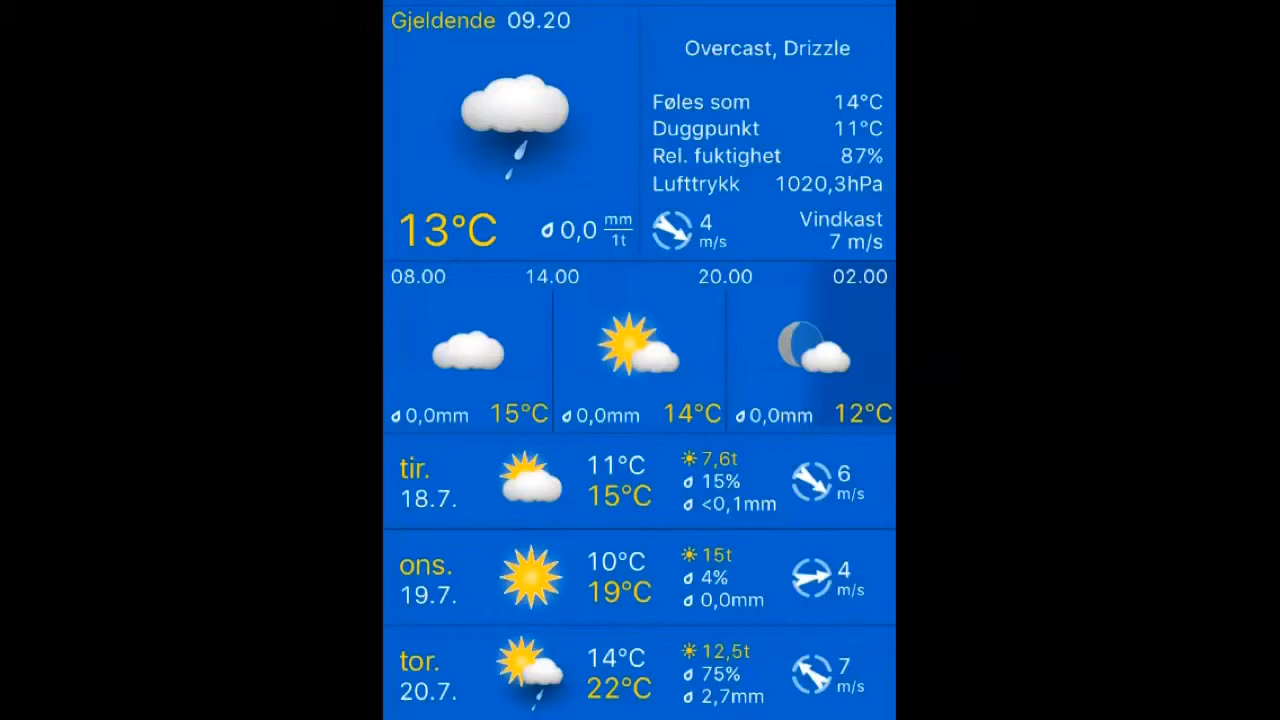 Gjeldende 09.20
Overcast, Drizzle
Føles som 14°C
Duggpunkt 11°C
Rel. fuktighet 87%
Lufttrykk 1020,3hPa
13°C 0,0 mm/1t
4 m/s
Vindkast
7 m/s
08.00 14.00 20.00 02.00
0,0mm 15°C 0,0mm 14°C 0,0mm 12°C
tir.
18.7.
11°C
15°C
7,6t
15%
<0,1mm
6
m/s
ons.
19.7.
10°C
19°C
15t
4%
0,0mm
4
m/s
tor.
20.7.
14°C
22°C
12,5t
75%
2,7mm
7
m/s